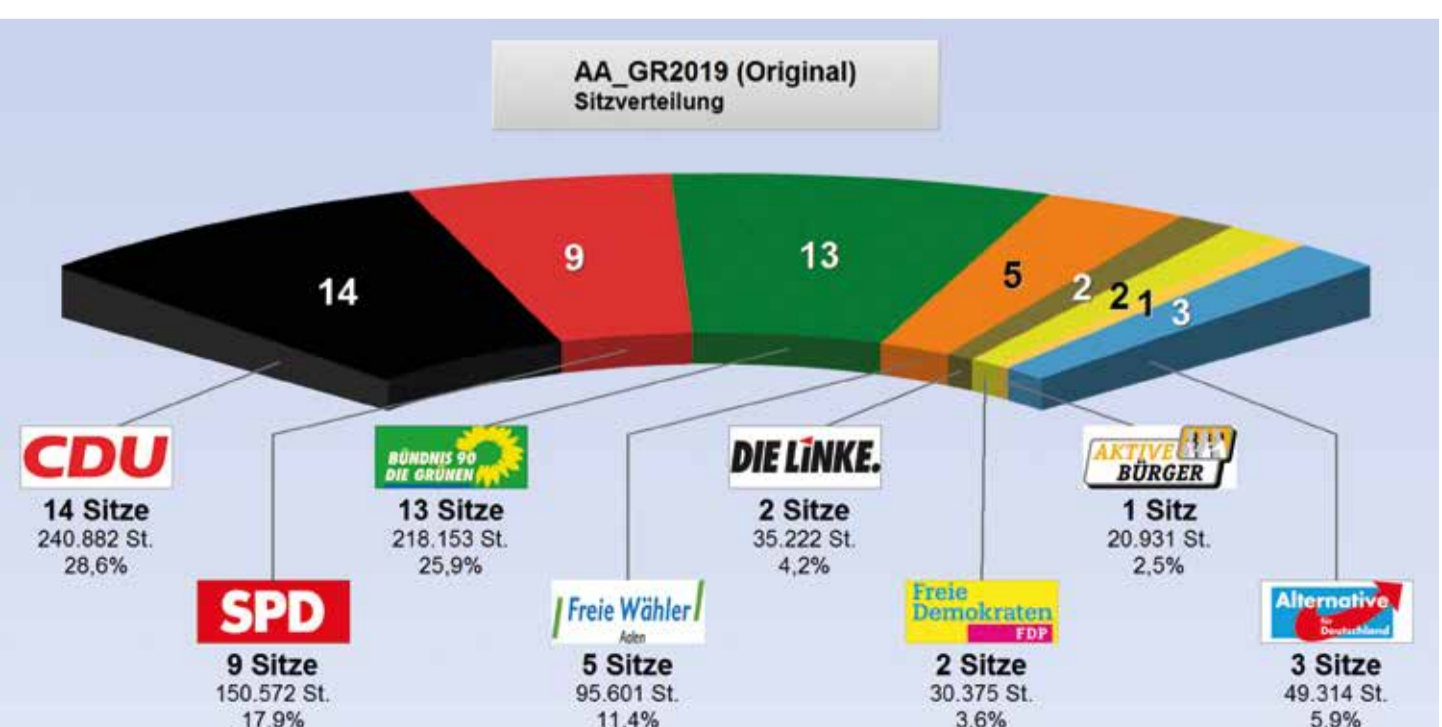 AA_GR2019 (Original)
Sitzverteilung
14
9
13
5
2
2
1
3
CDU
14 Sitze
240.882 St.
28,6%
SPD
9 Sitze
150.572 St.
17,9%
BÜNDNIS 90
DIE GRÜNEN
13 Sitze
218.153 St.
25,9%
Freie Wähler
Aalen
5 Sitze
95.601 St.
11,4%
DIE LINKE.
2 Sitze
35.222 St.
4,2%
Freie
Demokraten
FDP
2 Sitze
30.375 St.
3,6%
AKTIVE
BÜRGER
1 Sitz
20.931 St.
2,5%
Alternative
für
Deutschland
3 Sitze
49.314 St.
5,9%